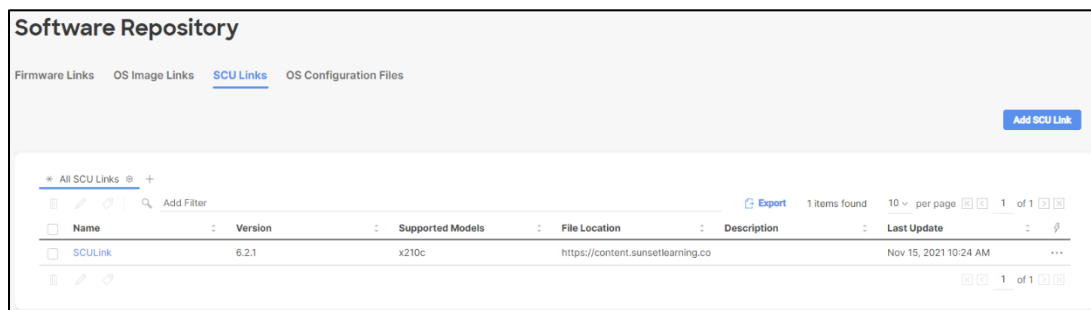 Software Repository
Firmware Links OS Image Links SCU Links OS Configuration Files
Add SCU Link
All SCU Links
Add Filter Export 1 items found 10 per page 1 of 1
Name Version Supported Models File Location Description Last Update
SCULink 6.2.1 x210c https://content.sunsetlearning.co Nov 15, 2021 10:24 AM
1 of 1